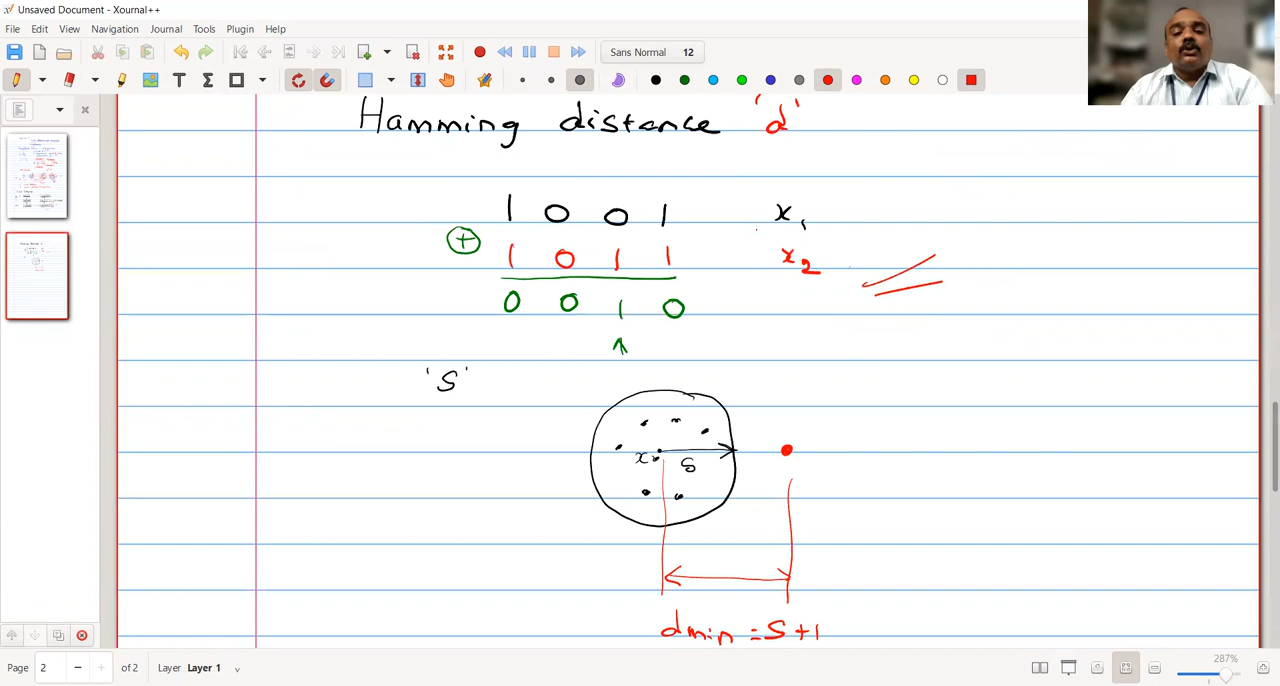 Unsaved Document - Xournal++
File Edit View Navigation Journal Tools Plugin Help
Sans Normal 12
Hamming distance 'd'
1 0 0 1 x1
⊕ 1 0 1 1 x2
0 0 1 0
↑
'S'
x S
dmin = S+1
Page 2 of 2 Layer Layer 1 287%